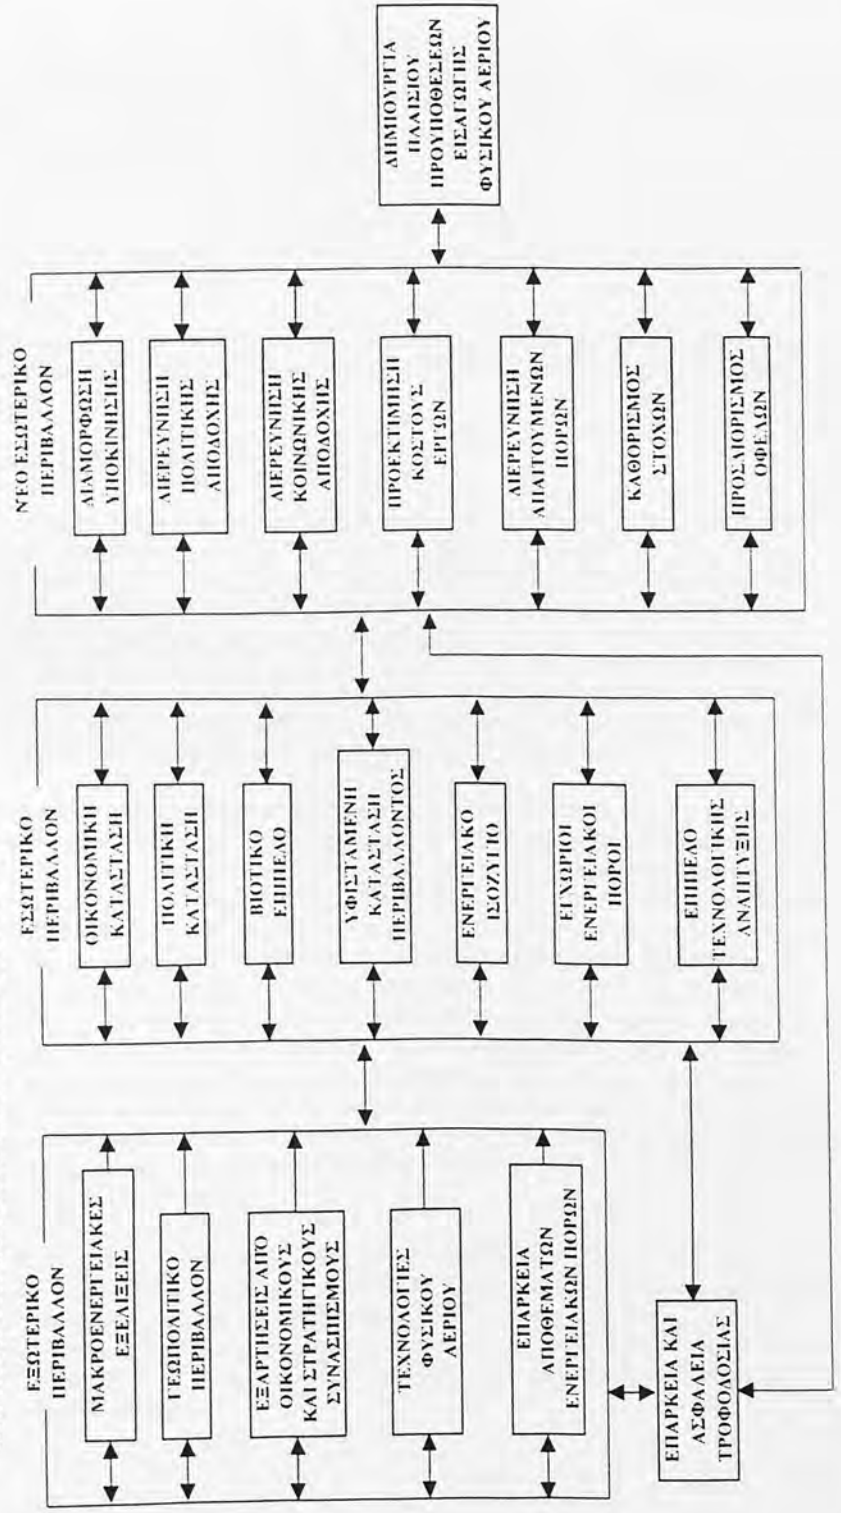 ΕΞΩΤΕΡΙΚΟ
ΠΕΡΙΒΑΛΛΟΝ
ΜΑΚΡΟΕΝΕΡΓΕΙΑΚΕΣ
ΕΞΕΛΙΞΕΙΣ
ΓΕΩΠΟΛΙΤΙΚΟ
ΠΕΡΙΒΑΛΛΟΝ
ΕΞΑΡΤΗΣΕΙΣ ΑΠΟ
ΟΙΚΟΝΟΜΙΚΟΥΣ
ΚΑΙ ΣΤΡΑΤΗΓΙΚΟΥΣ
ΣΥΝΑΣΠΙΣΜΟΥΣ
ΤΕΧΝΟΛΟΓΙΕΣ
ΦΥΣΙΚΟΥ
ΑΕΡΙΟΥ
ΕΠΑΡΚΕΙΑ
ΑΠΟΘΕΜΑΤΩΝ
ΕΝΕΡΓΕΙΑΚΩΝ ΠΟΡΩΝ
ΕΠΑΡΚΕΙΑ ΚΑΙ
ΑΣΦΑΛΕΙΑ
ΤΡΟΦΟΔΟΣΙΑΣ
ΕΣΩΤΕΡΙΚΟ
ΠΕΡΙΒΑΛΛΟΝ
ΟΙΚΟΝΟΜΙΚΗ
ΚΑΤΑΣΤΑΣΗ
ΠΟΛΙΤΙΚΗ
ΚΑΤΑΣΤΑΣΗ
ΒΙΟΤΙΚΟ
ΕΠΙΠΕΔΟ
ΥΦΙΣΤΑΜΕΝΗ
ΚΑΤΑΣΤΑΣΗ
ΠΕΡΙΒΑΛΛΟΝΤΟΣ
ΕΝΕΡΓΕΙΑΚΟ
ΙΣΟΖΥΓΙΟ
ΕΓΧΩΡΙΟΙ
ΕΝΕΡΓΕΙΑΚΟΙ
ΠΟΡΟΙ
ΕΠΙΠΕΔΟ
ΤΕΧΝΟΛΟΓΙΚΗΣ
ΑΝΑΠΤΥΞΗΣ
ΝΕΟ ΕΣΩΤΕΡΙΚΟ
ΠΕΡΙΒΑΛΛΟΝ
ΔΙΑΜΟΡΦΩΣΗ
ΥΠΟΚΙΝΗΣΗΣ
ΔΙΕΡΕΥΝΗΣΗ
ΠΟΛΙΤΙΚΗΣ
ΑΠΟΔΟΧΗΣ
ΔΙΕΡΕΥΝΗΣΗ
ΚΟΙΝΩΝΙΚΗΣ
ΑΠΟΔΟΧΗΣ
ΠΡΟΕΚΤΙΜΗΣΗ
ΚΟΣΤΟΥΣ
ΕΡΓΩΝ
ΔΙΕΡΕΥΝΗΣΗ
ΑΠΑΙΤΟΥΜΕΝΩΝ
ΠΟΡΩΝ
ΚΑΘΟΡΙΣΜΟΣ
ΣΤΟΧΩΝ
ΠΡΟΣΔΙΟΡΙΣΜΟΣ
ΟΦΕΛΩΝ
ΔΗΜΙΟΥΡΓΙΑ
ΠΛΑΙΣΙΟΥ
ΠΡΟΥΠΟΘΕΣΕΩΝ
ΕΙΣΑΓΩΓΗΣ
ΦΥΣΙΚΟΥ ΑΕΡΙΟΥ